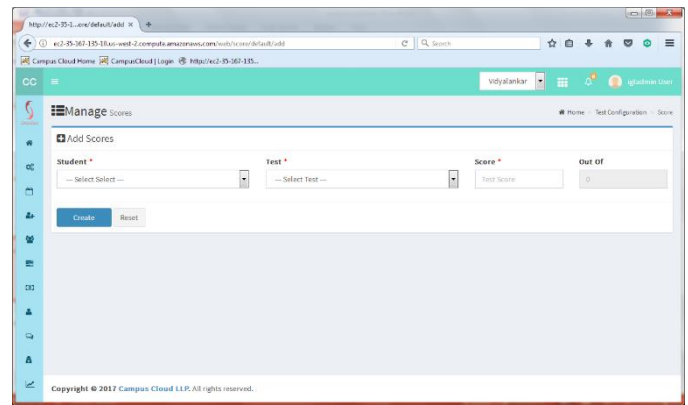 http://ec2-35-1...ore/default/add × +
ec2-35-167-135-18.us-west-2.compute.amazonaws.com/web/score/default/add Search
Campus Cloud Home CampusCloud | Login http://ec2-35-167-135...
CC Vidyalankar igladmin User
Manage Scores Home Test Configuration Score
Add Scores
Student * Test * Score * Out Of
--- Select Select --- --- Select Test --- Test Score 0
Create Reset
Copyright © 2017 Campus Cloud LLP. All rights reserved.